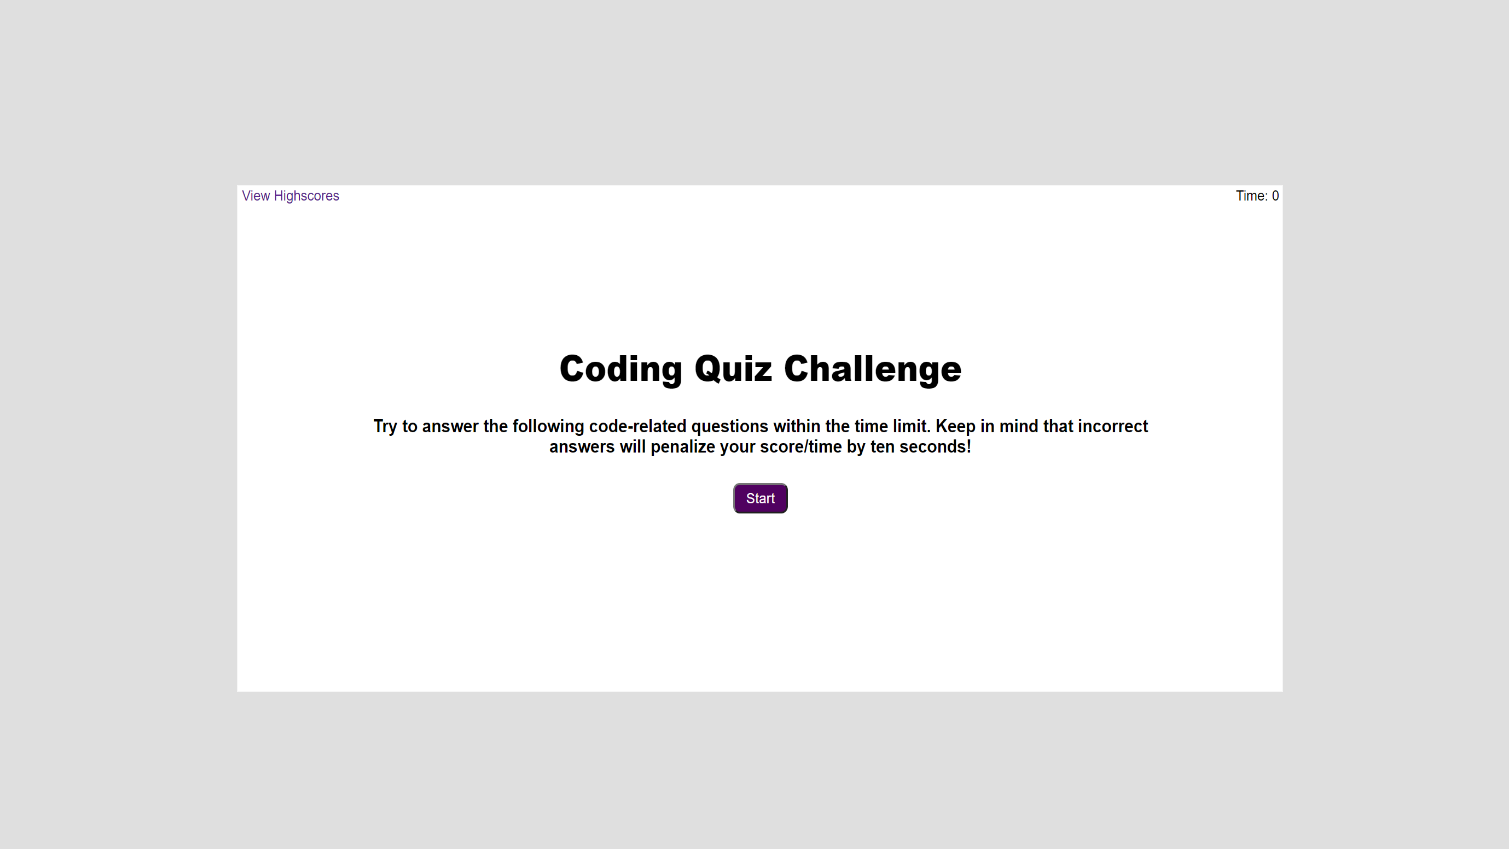 View Highscores
Time: 0
Coding Quiz Challenge
Try to answer the following code-related questions within the time limit. Keep in mind that incorrect
answers will penalize your score/time by ten seconds!
Start